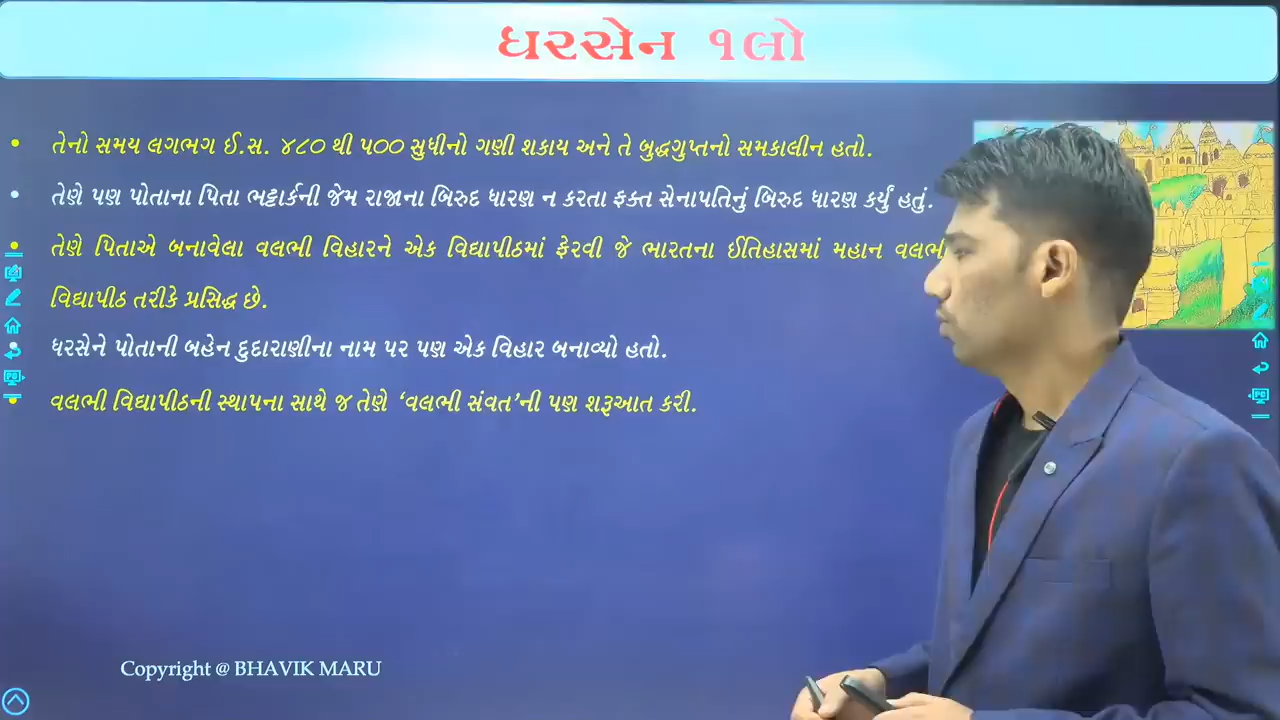 ધરસેન ૧લો
તેનો સમય લગભગ ઈ.સ. ૪૮૦ થી ૫૦૦ સુધીનો ગણી શકાય અને તે બુદ્ધગુપ્તનો સમકાલીન હતો.
તેણે પણ પોતાના પિતા ભટ્ટાર્કની જેમ રાજાના બિરુદ ધારણ ન કરતા ફક્ત સેનાપતિનું બિરુદ ધારણ કર્યું હતું.
તેણે પિતાએ બનાવેલા વલભી વિહારને એક વિદ્યાપીઠમાં ફેરવી જે ભારતના ઈતિહાસમાં મહાન વલભી
વિદ્યાપીઠ તરીકે પ્રસિદ્ધ છે.
ધરસેને પોતાની બહેન દુદારાણીના નામ પર પણ એક વિહાર બનાવ્યો હતો.
વલભી વિદ્યાપીઠની સ્થાપના સાથે જ તેણે ‘વલભી સંવત’ની પણ શરૂઆત કરી.
Copyright @ BHAVIK MARU